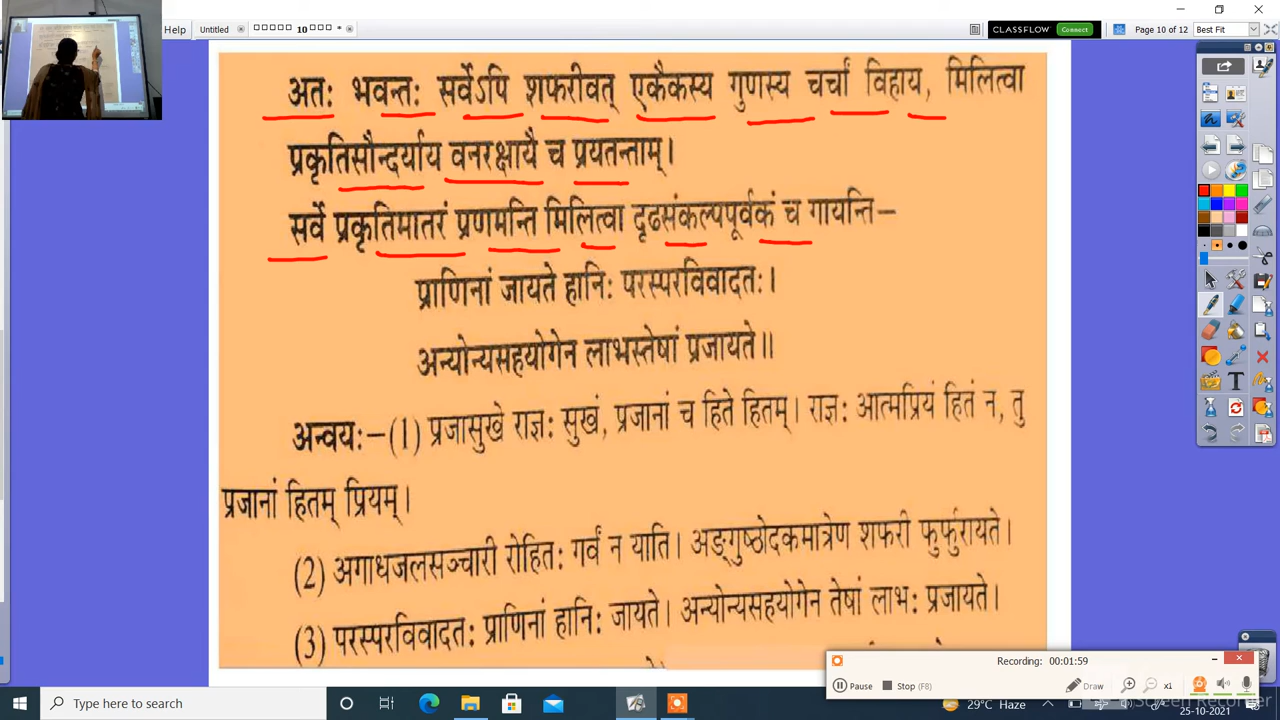 Help
Untitled
10
*
CLASSFLOW
Connect
Page 10 of 12
Best Fit
अतः भवन्तः सर्वेऽपि शफरीवत् एकैकस्य गुणस्य चर्चां विहाय, मिलित्वा
प्रकृतिसौन्दर्याय वनरक्षायै च प्रयतन्ताम्।
सर्वे प्रकृतिमातरं प्रणमन्ति मिलित्वा दृढसंकल्पपूर्वकं च गायन्ति—
प्राणिनां जायते हानिः परस्परविवादतः।
अन्योन्यसहयोगेन लाभस्तेषां प्रजायते॥
अन्वयः—(1) प्रजासुखे राज्ञः सुखं, प्रजानां च हिते हितम्। राज्ञः आत्मप्रियं हितं न, तु
प्रजानां हितम् प्रियम्।
(2) अगाधजलसञ्चारी रोहितः गर्वं न याति। अङ्गुष्ठोदकमात्रेण शफरी फुर्फुरायते।
(3) परस्परविवादतः प्राणिनां हानिः जायते। अन्योन्यसहयोगेन तेषां लाभः प्रजायते।
Recording: 00:01:59
Pause
Stop (F8)
Draw
x1
Type here to search
29°C Haze
25-10-2021